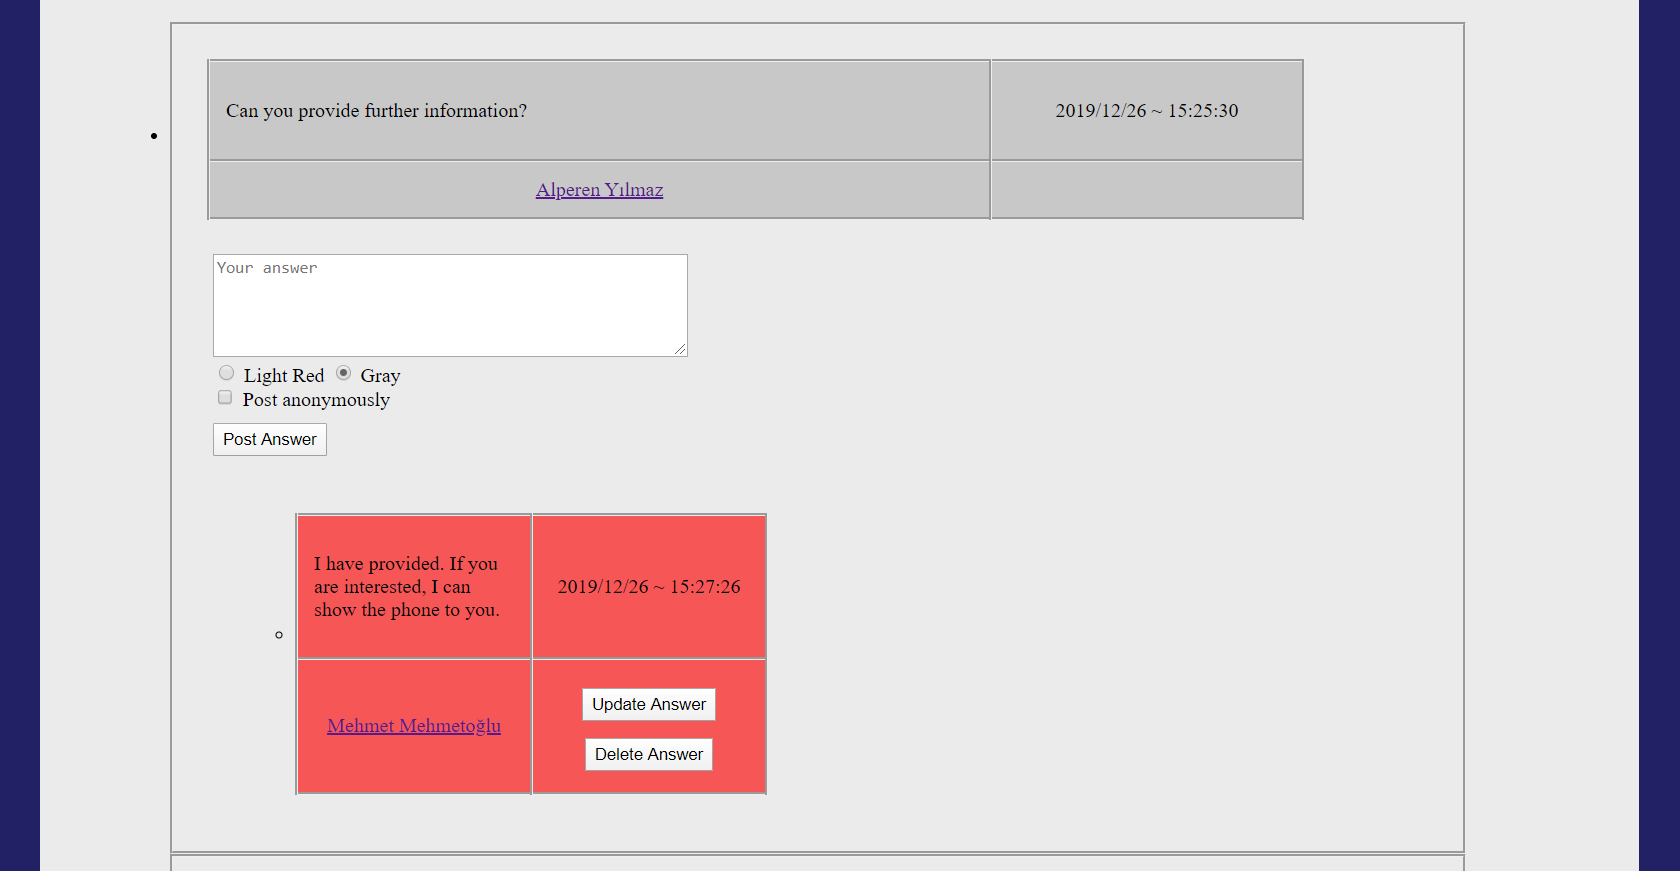 Can you provide further information?
2019/12/26 ~ 15:25:30
Alperen Yılmaz
Your answer
Light Red Gray
Post anonymously
Post Answer
I have provided. If you
are interested, I can
show the phone to you.
2019/12/26 ~ 15:27:26
Mehmet Mehmetoğlu
Update Answer
Delete Answer